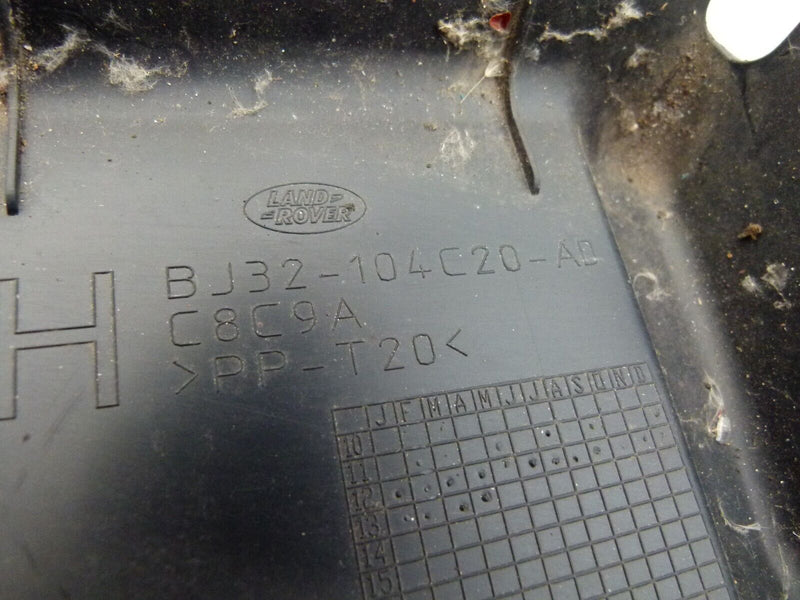 LAND
ROVER
BJ32-104C20-AD
C8C9A
>PP-T20<
H
J F M A M J J A S O N D
10
11
12
13
14
15